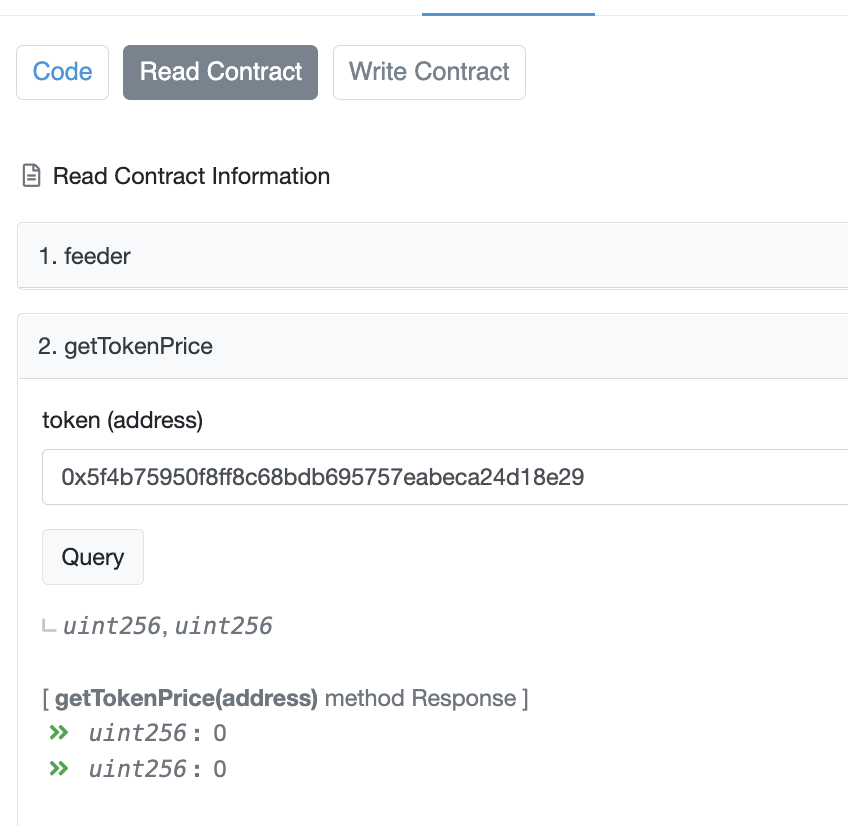 Code Read Contract Write Contract
Read Contract Information
1. feeder
2. getTokenPrice
token (address)
0x5f4b75950f8ff8c68bdb695757eabeca24d18e29
Query
uint256, uint256
[ getTokenPrice(address) method Response ]
uint256 : 0
uint256 : 0